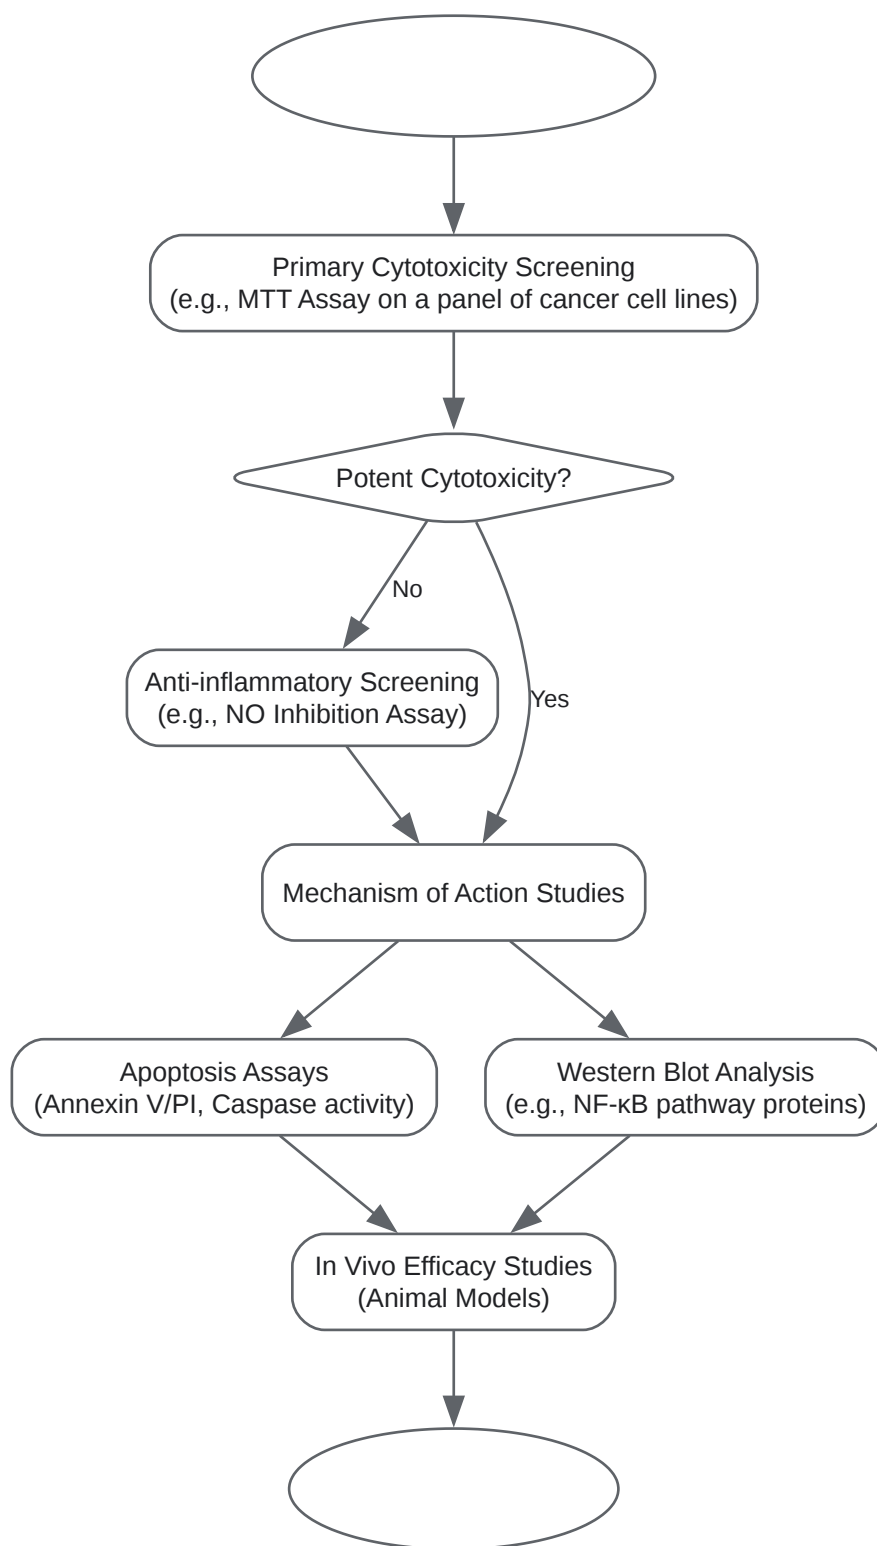 Primary Cytotoxicity Screening
(e.g., MTT Assay on a panel of cancer cell lines)
Potent Cytotoxicity?
No
Anti-inflammatory Screening
(e.g., NO Inhibition Assay)
Yes
Mechanism of Action Studies
Apoptosis Assays
(Annexin V/PI, Caspase activity)
Western Blot Analysis
(e.g., NF-κB pathway proteins)
In Vivo Efficacy Studies
(Animal Models)